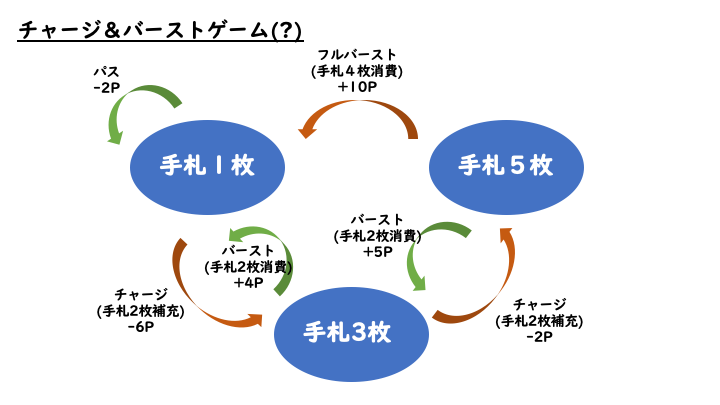 チャージ＆バーストゲーム(?)
フルバースト
(手札４枚消費)
+10P
パス
-2P
手札１枚
手札５枚
バースト
(手札2枚消費)
+5P
バースト
(手札2枚消費)
+4P
チャージ
(手札2枚補充)
-6P
チャージ
(手札2枚補充)
-2P
手札3枚